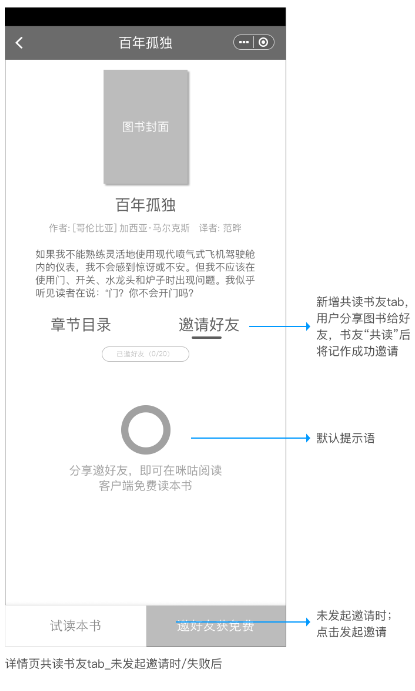 百年孤独
图书封面
百年孤独
作者: [哥伦比亚] 加西亚·马尔克斯 译者: 范晔
如果我不能熟练灵活地使用现代喷气式飞机驾驶舱
内的仪表，我不会感到惊讶或不安。但我不应该在
使用门、开关、水龙头和炉子时出现问题。我似乎
听见读者在说：“门？你不会开门吗？
章节目录
邀请好友
已邀好友（0/20）
分享邀好友，即可在咪咕阅读
客户端免费读本书
试读本书
邀好友获免费
新增共读书友tab，
用户分享图书给好
友，书友“共读”后
将记作成功邀请
默认提示语
未发起邀请时；
点击发起邀请
详情页共读书友tab_未发起邀请时/失败后